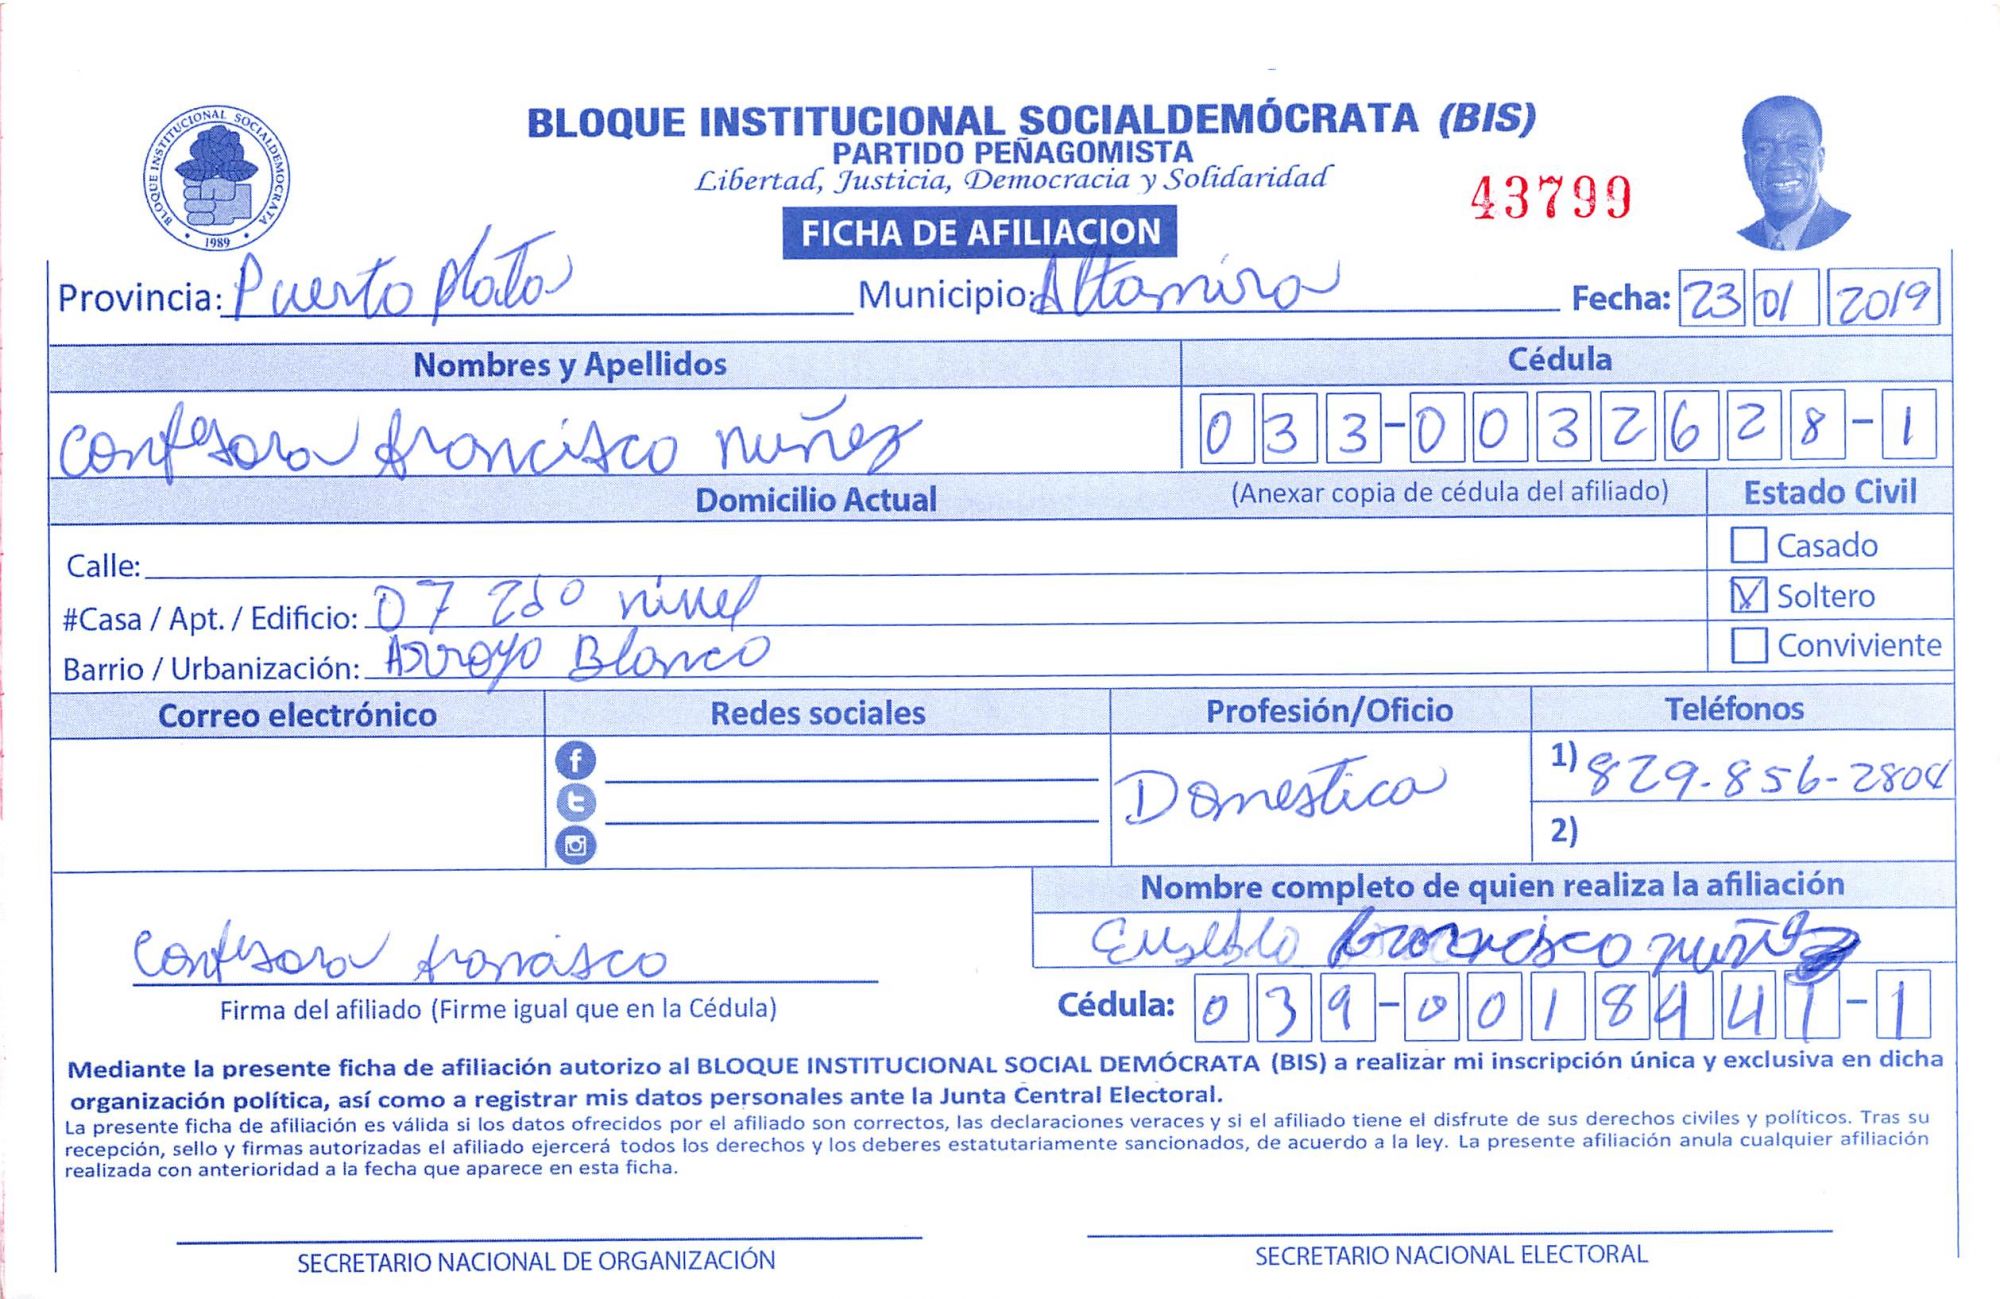 BLOQUE INSTITUCIONAL SOCIALDEMOCRATA
1989
BLOQUE INSTITUCIONAL SOCIALDEMÓCRATA (BIS)
PARTIDO PEÑAGOMISTA
Libertad, Justicia, Democracia y Solidaridad
43799
FICHA DE AFILIACION
Provincia: Puerto plata Municipio: Altamira Fecha: 23 01 2019
Nombres y Apellidos Cédula
Confesora francisco nuñez 033-0032628-1
Domicilio Actual (Anexar copia de cédula del afiliado) Estado Civil
Calle: Casado
#Casa / Apt. / Edificio: 07 2do nivel Soltero
Barrio / Urbanización: Arroyo Blanco Conviviente
Correo electrónico Redes sociales Profesión/Oficio Teléfonos
Domestica 1) 829-856-2804
2)
Nombre completo de quien realiza la afiliación
Confesora francisco Eusebio francisco nuñez
Firma del afiliado (Firme igual que en la Cédula) Cédula: 039-0018441-1
Mediante la presente ficha de afiliación autorizo al BLOQUE INSTITUCIONAL SOCIAL DEMÓCRATA (BIS) a realizar mi inscripción única y exclusiva en dicha
organización política, así como a registrar mis datos personales ante la Junta Central Electoral.
La presente ficha de afiliación es válida si los datos ofrecidos por el afiliado son correctos, las declaraciones veraces y si el afiliado tiene el disfrute de sus derechos civiles y políticos. Tras su
recepción, sello y firmas autorizadas el afiliado ejercerá todos los derechos y los deberes estatutariamente sancionados, de acuerdo a la ley. La presente afiliación anula cualquier afiliación
realizada con anterioridad a la fecha que aparece en esta ficha.
SECRETARIO NACIONAL DE ORGANIZACIÓN SECRETARIO NACIONAL ELECTORAL